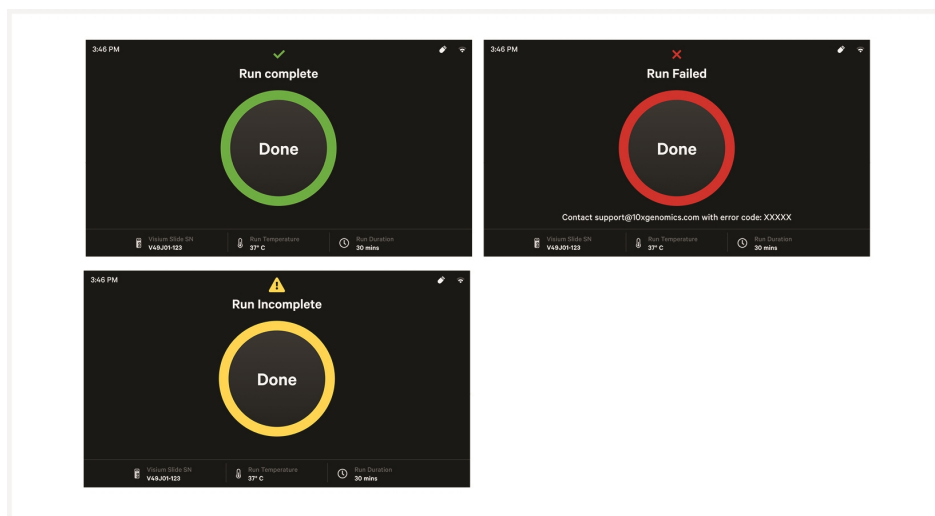 3:46 PM
Run complete
Done
Visium Slide SN
V49J01-123
Run Temperature
37° C
Run Duration
30 mins
3:46 PM
Run Failed
Done
Contact support@10xgenomics.com with error code: XXXXX
Visium Slide SN
V49J01-123
Run Temperature
37° C
Run Duration
30 mins
3:46 PM
Run Incomplete
Done
Visium Slide SN
V49J01-123
Run Temperature
37° C
Run Duration
30 mins